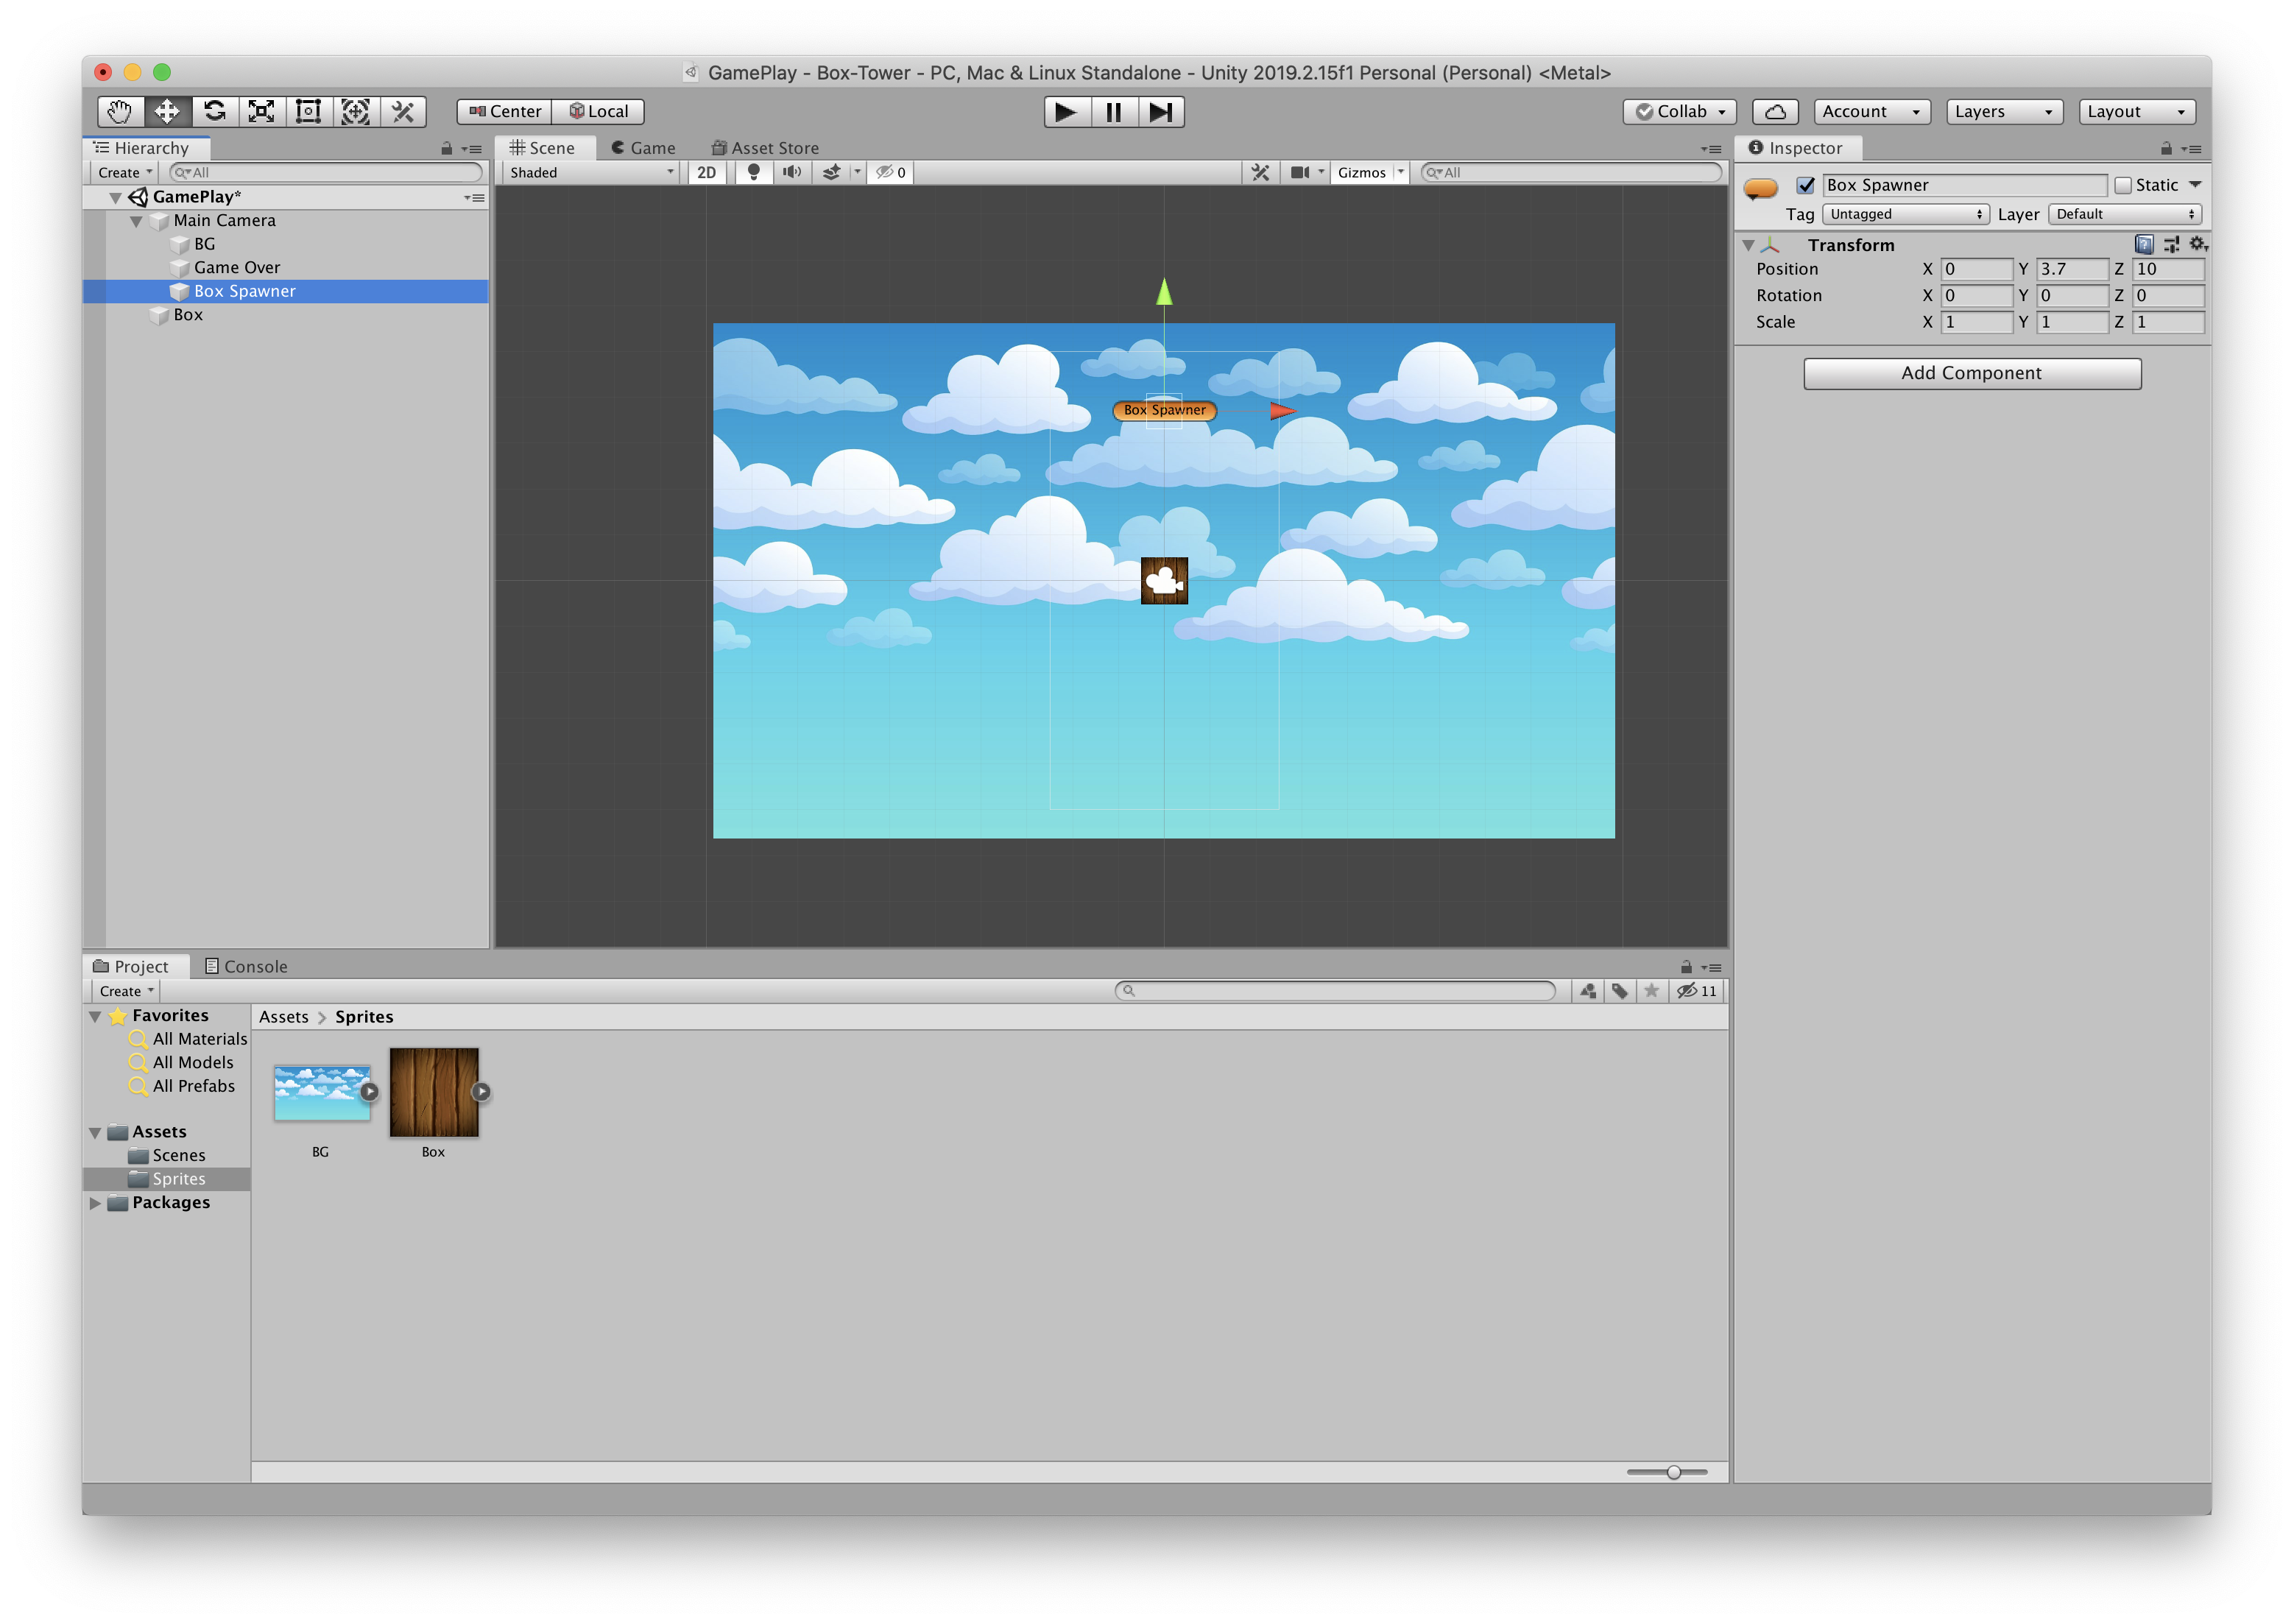 GamePlay - Box-Tower - PC, Mac & Linux Standalone - Unity 2019.2.15f1 Personal (Personal) <Metal>
Center Local Collab Account Layers Layout
Hierarchy
Create All
GamePlay*
Main Camera
BG
Game Over
Box Spawner
Box
Scene Game Asset Store
Shaded 2D 0 Gizmos All
Box Spawner
Inspector
Box Spawner Static
Tag Untagged Layer Default
Transform
Position X 0 Y 3.7 Z 10
Rotation X 0 Y 0 Z 0
Scale X 1 Y 1 Z 1
Add Component
Project Console
Create 11
Favorites
All Materials
All Models
All Prefabs
Assets
Scenes
Sprites
Packages
Assets > Sprites
BG Box